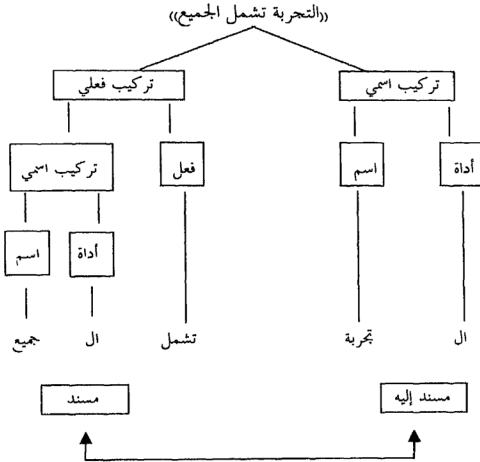 «التجربة تشمل الجميع»
تركيب اسمي تركيب فعلي
أداة اسم فعل تركيب اسمي
أداة اسم
ال تجربة تشمل ال جميع
مسند إليه مسند